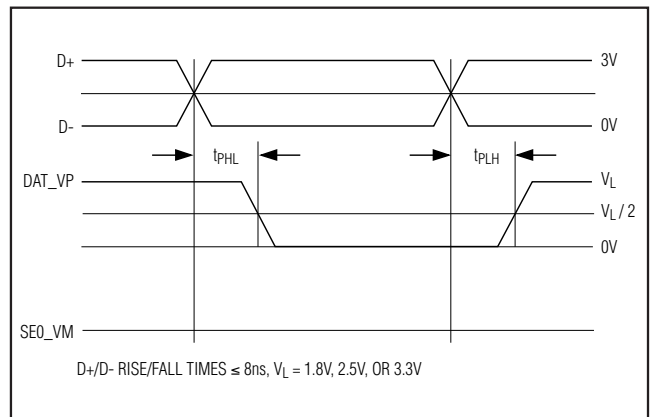 D+
3V
D-
0V
tPHL
tPLH
DAT_VP
VL
VL / 2
0V
SE0_VM
D+/D- RISE/FALL TIMES ≤ 8ns, VL = 1.8V, 2.5V, OR 3.3V